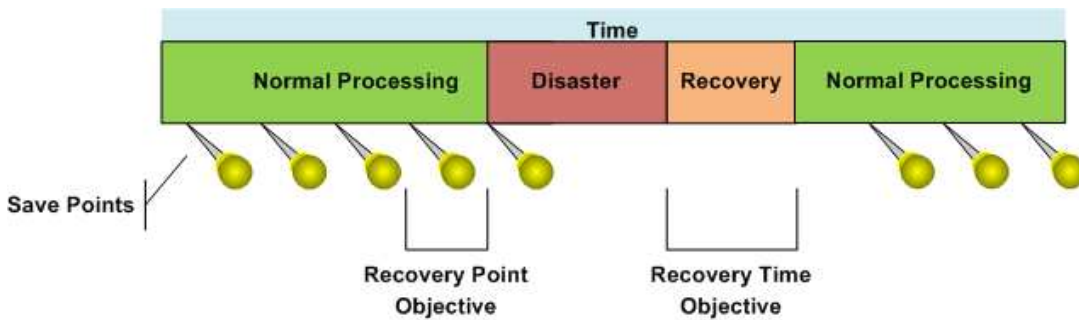 Time
Normal Processing
Disaster
Recovery
Normal Processing
Save Points
Recovery Point
Objective
Recovery Time
Objective